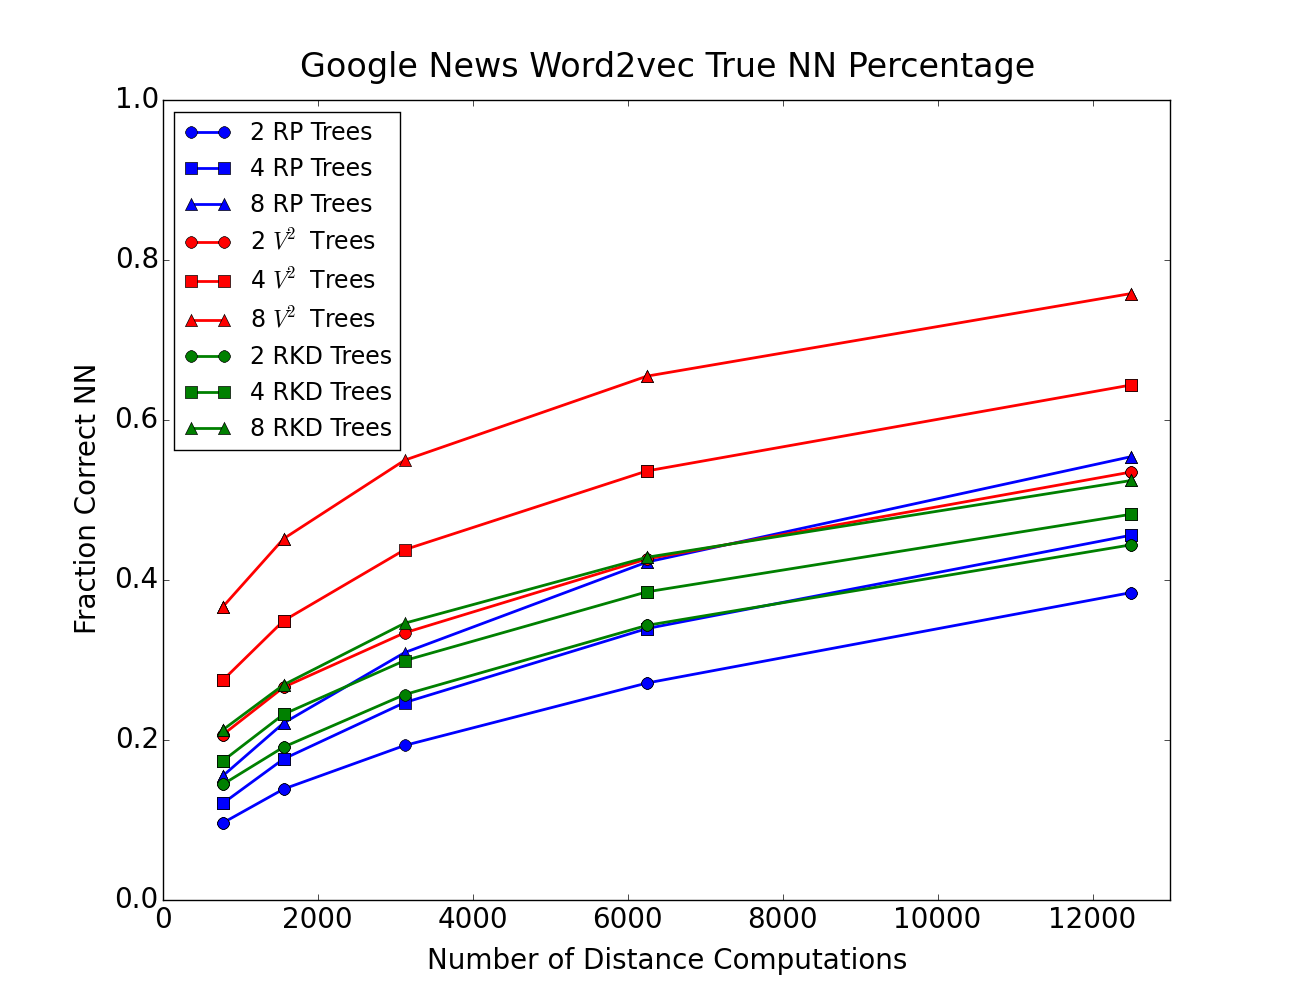 Google News Word2vec True NN Percentage
1.0
0.8
0.6
0.4
0.2
0.0
Fraction Correct NN
2 RP Trees
4 RP Trees
8 RP Trees
2 V² Trees
4 V² Trees
8 V² Trees
2 RKD Trees
4 RKD Trees
8 RKD Trees
0 2000 4000 6000 8000 10000 12000
Number of Distance Computations